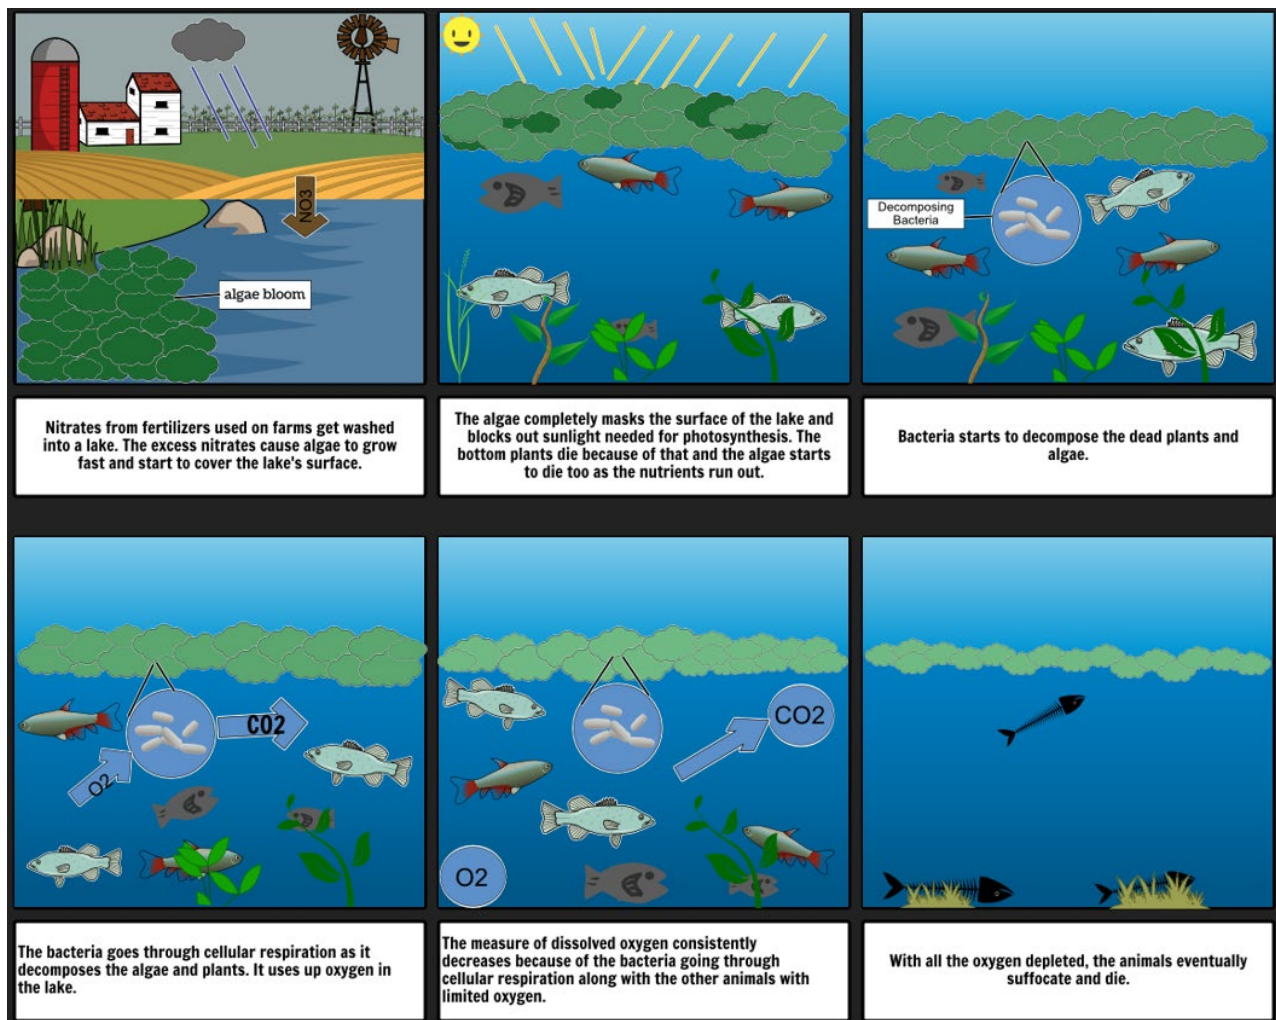 NO3
algae bloom
Decomposing
Bacteria
Nitrates from fertilizers used on farms get washed
into a lake. The excess nitrates cause algae to grow
fast and start to cover the lake's surface.
The algae completely masks the surface of the lake and
blocks out sunlight needed for photosynthesis. The
bottom plants die because of that and the algae starts
to die too as the nutrients run out.
Bacteria starts to decompose the dead plants and
algae.
O2
CO2
CO2
O2
The bacteria goes through cellular respiration as it
decomposes the algae and plants. It uses up oxygen in
the lake.
The measure of dissolved oxygen consistently
decreases because of the bacteria going through
cellular respiration along with the other animals with
limited oxygen.
With all the oxygen depleted, the animals eventually
suffocate and die.